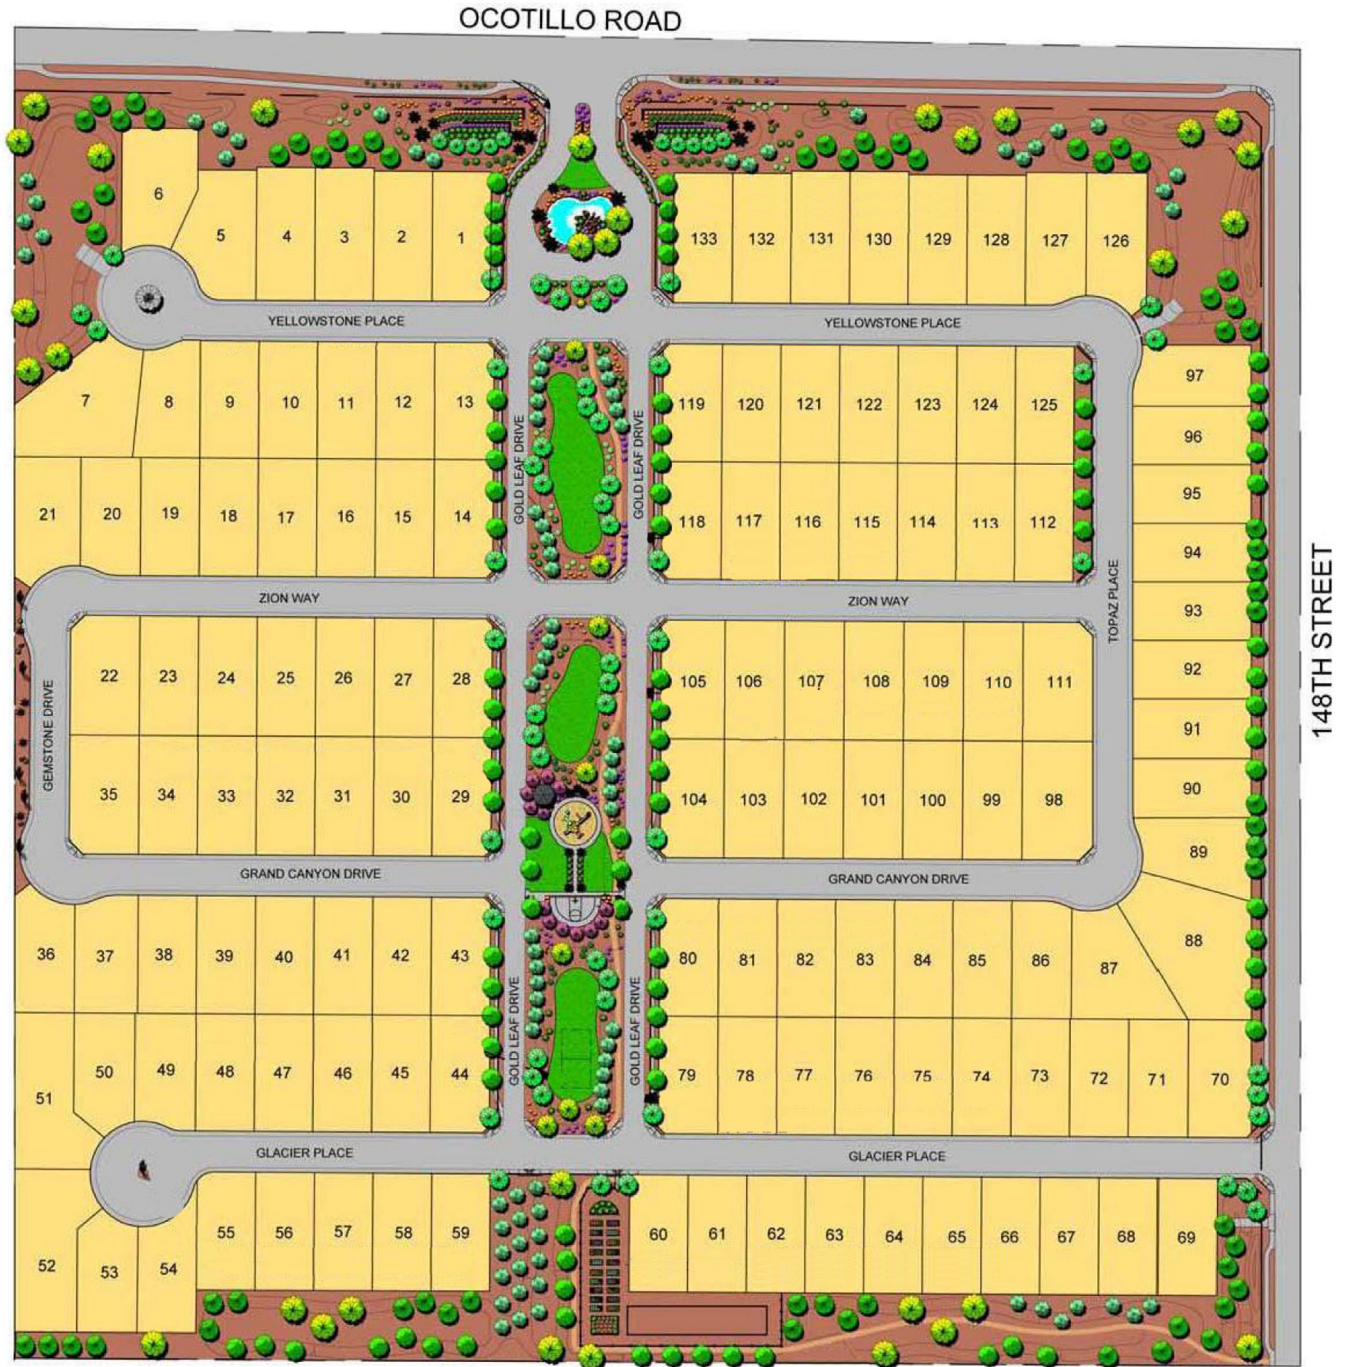 OCOTILLO ROAD
6
5 4 3 2 1
133 132 131 130 129 128 127 126
YELLOWSTONE PLACE
YELLOWSTONE PLACE
7 8 9 10 11 12 13
119 120 121 122 123 124 125
97
96
GOLD LEAF DRIVE
GOLD LEAF DRIVE
21 20 19 18 17 16 15 14
118 117 116 115 114 113 112
95
94
ZION WAY
ZION WAY
TOPAZ PLACE
93
148TH STREET
22 23 24 25 26 27 28
105 106 107 108 109 110 111
92
91
GEMSTONE DRIVE
35 34 33 32 31 30 29
104 103 102 101 100 99 98
90
89
GRAND CANYON DRIVE
GRAND CANYON DRIVE
36 37 38 39 40 41 42 43
80 81 82 83 84 85 86 87
88
GOLD LEAF DRIVE
GOLD LEAF DRIVE
51 50 49 48 47 46 45 44
79 78 77 76 75 74 73 72 71 70
GLACIER PLACE
GLACIER PLACE
52 53 54 55 56 57 58 59
60 61 62 63 64 65 66 67 68 69